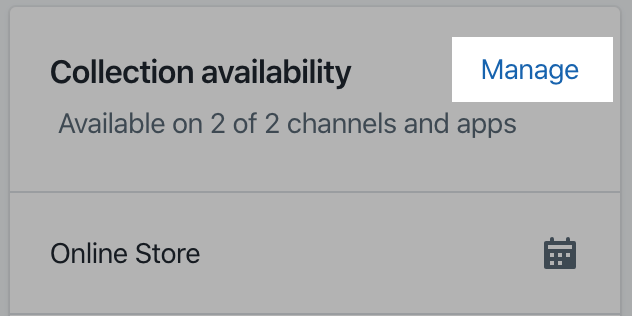 Collection availability Manage
Available on 2 of 2 channels and apps
Online Store